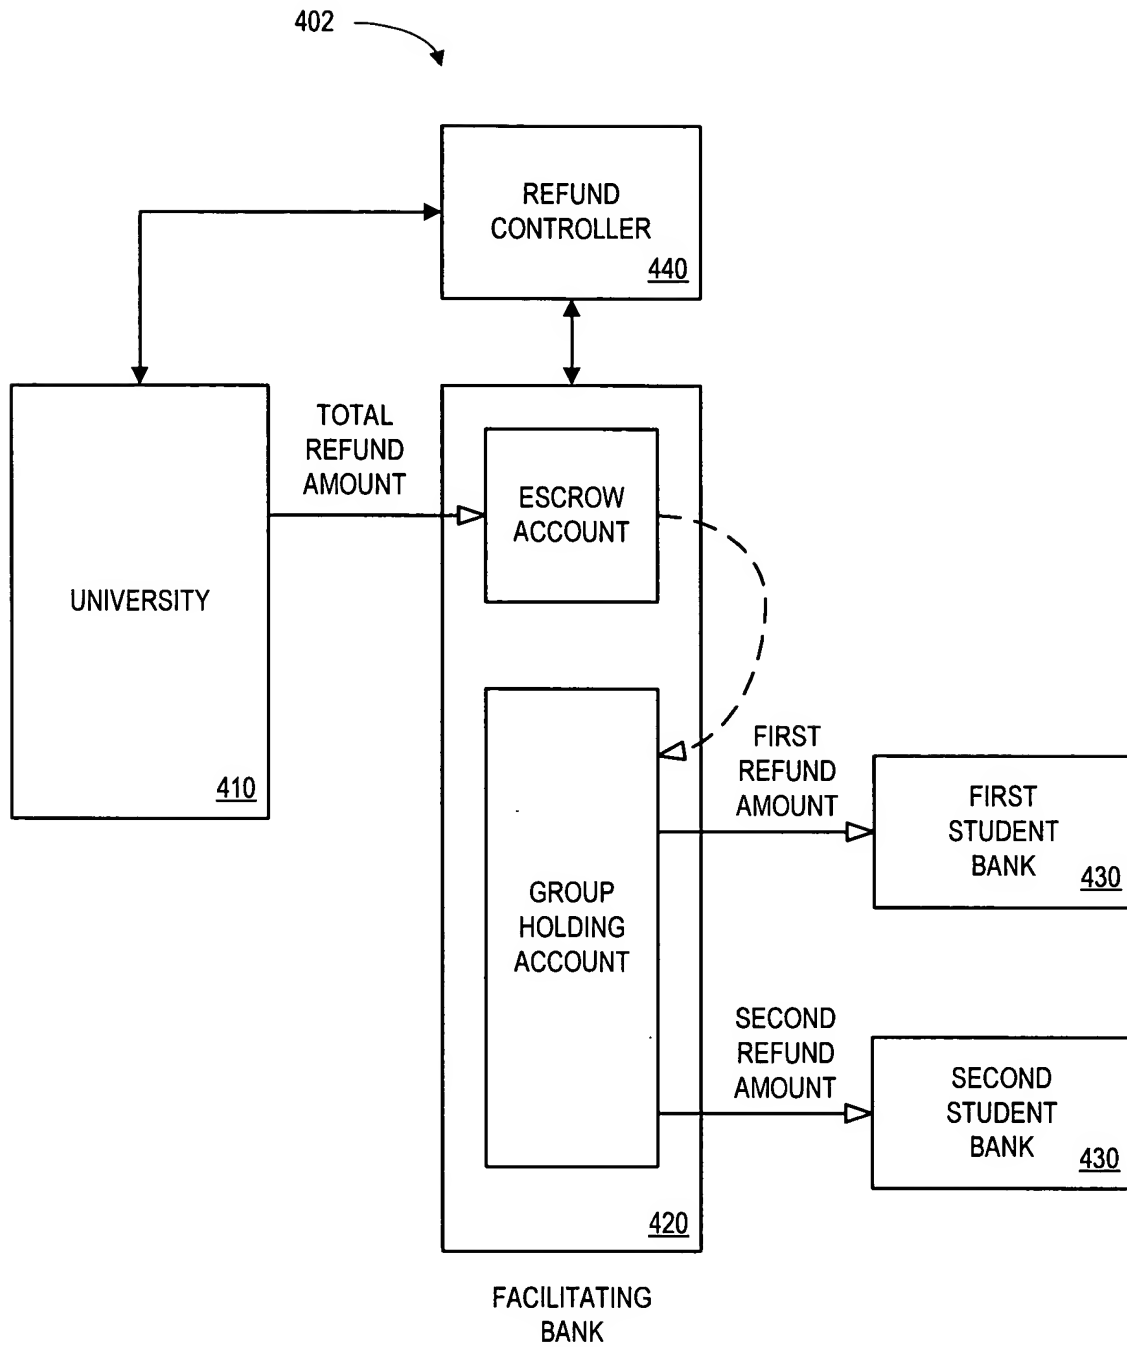 402
REFUND
CONTROLLER
440
TOTAL
REFUND
AMOUNT
ESCROW
ACCOUNT
UNIVERSITY
410
FIRST
REFUND
AMOUNT
FIRST
STUDENT
BANK
430
GROUP
HOLDING
ACCOUNT
SECOND
REFUND
AMOUNT
SECOND
STUDENT
BANK
430
420
FACILITATING
BANK